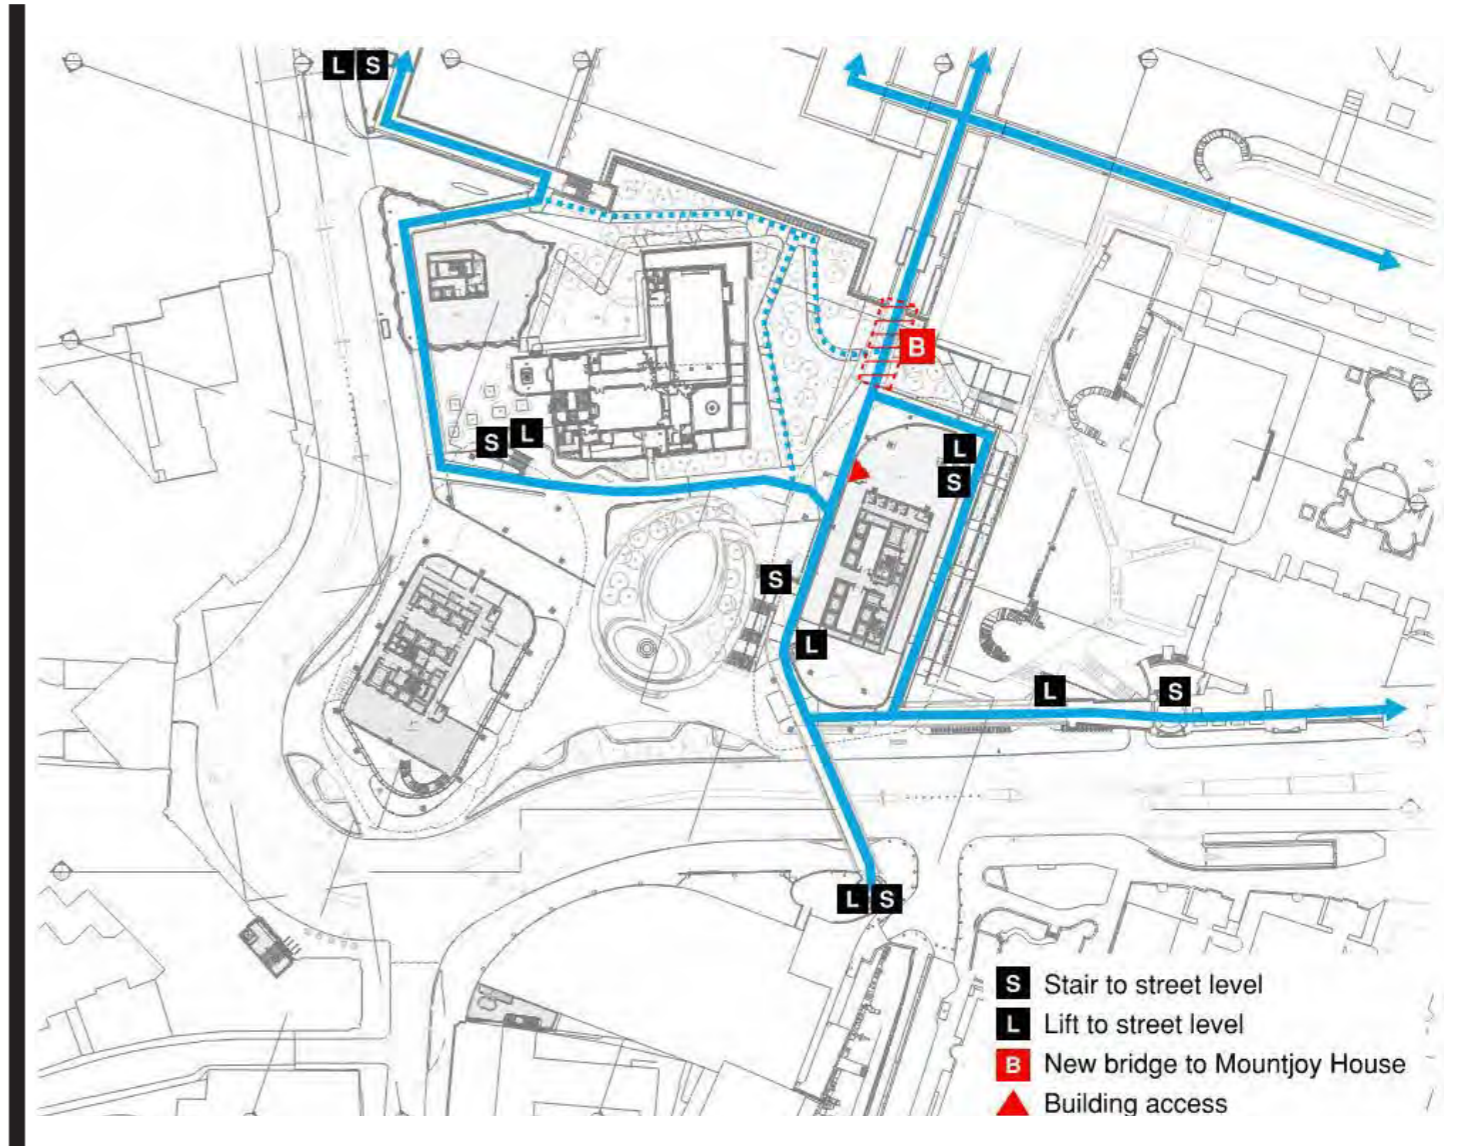 L S
B
S L
L
S
S
L
L
S
L S
S Stair to street level
L Lift to street level
B New bridge to Mountjoy House
Building access